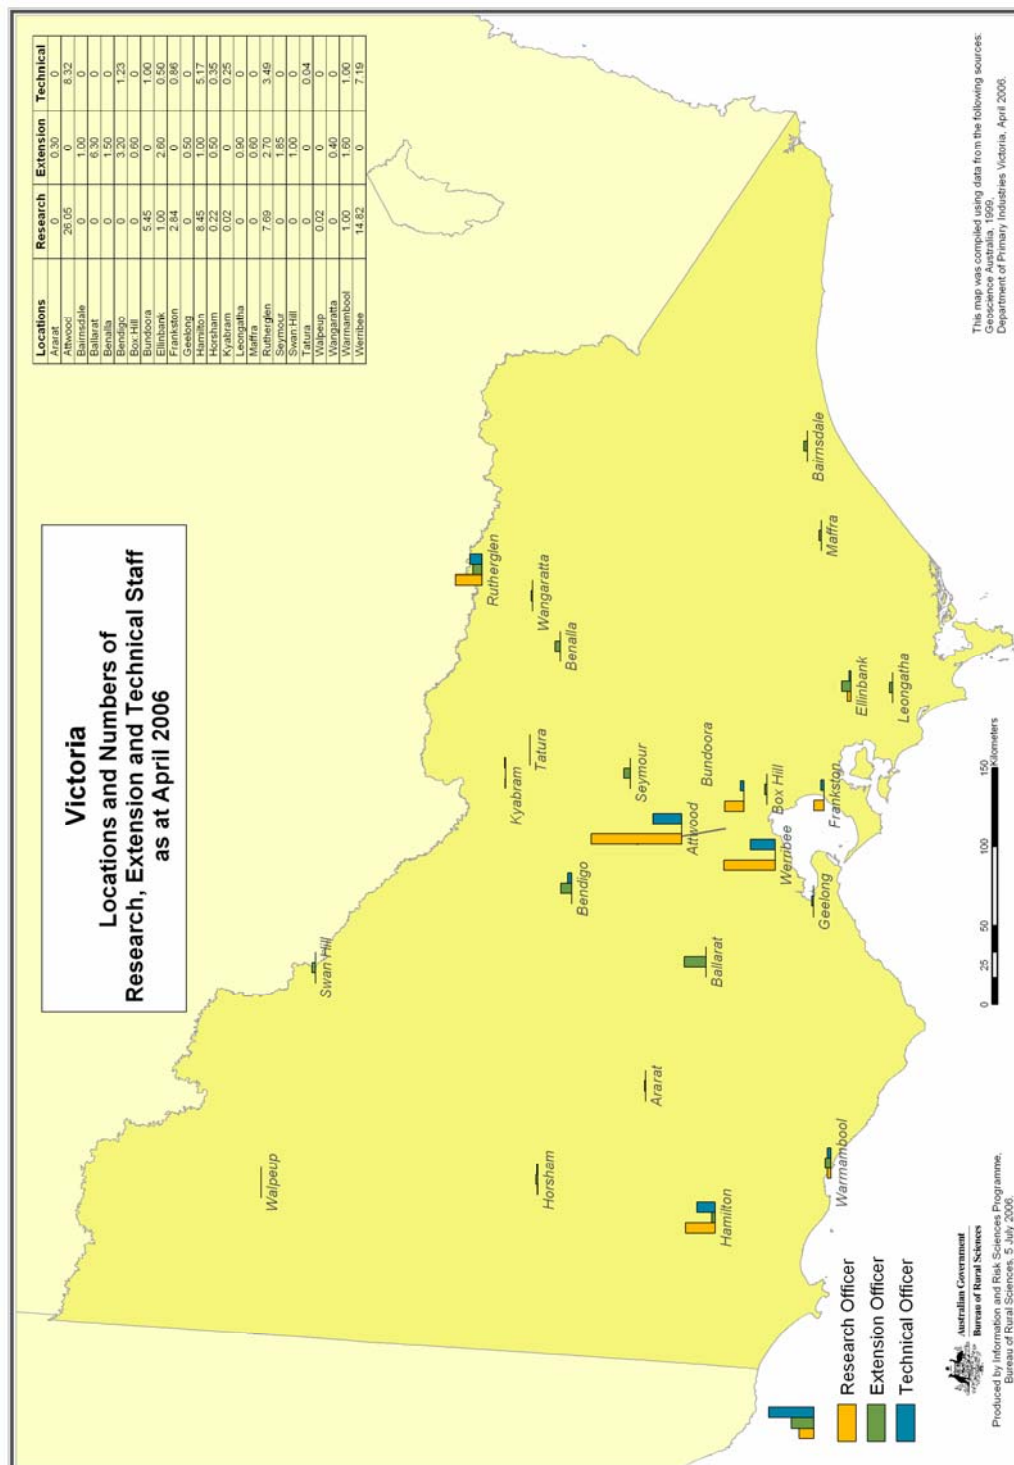 Victoria
Locations and Numbers of
Research, Extension and Technical Staff
as at April 2006
Locations Research Extension Technical
Ararat 0 0.30 0
Attwood 26.05 0 8.32
Bairnsdale 0 1.00 0
Ballarat 0 6.30 0
Benalla 0 1.50 0
Bendigo 0 3.20 1.23
Box Hill 0 0.60 0
Bundoora 5.45 0 1.00
Ellinbank 1.00 2.60 0.50
Frankston 2.84 0 0.86
Geelong 0 0.50 0
Hamilton 8.45 1.00 5.17
Horsham 0.22 0.50 0.35
Kyabram 0.02 0 0.25
Leongatha 0 0.90 0
Maffra 0 0.60 0
Rutherglen 7.69 2.70 3.49
Seymour 0 1.85 0
Swan Hill 0 1.00 0
Tatura 0 0 0.04
Walpeup 0.02 0 0
Wangaratta 0 0.40 0
Warrnambool 1.00 1.60 1.00
Werribee 14.82 0 7.19
Walpeup
Swan Hill
Rutherglen
Kyabram
Tatura
Wangaratta
Horsham
Benalla
Bendigo
Seymour
Ararat
Attwood
Bundoora
Ballarat
Hamilton
Box Hill
Werribee
Bairnsdale
Maffra
Geelong
Frankston
Warrnambool
Ellinbank
Leongatha
Research Officer
Extension Officer
Technical Officer
0 25 50 100 150
Kilometers
Australian Government
Bureau of Rural Sciences
Produced by Information and Risk Sciences Programme,
Bureau of Rural Sciences, 5 July 2006.
This map was compiled using data from the following sources:
Geoscience Australia, 1999,
Department of Primary Industries Victoria, April 2006.